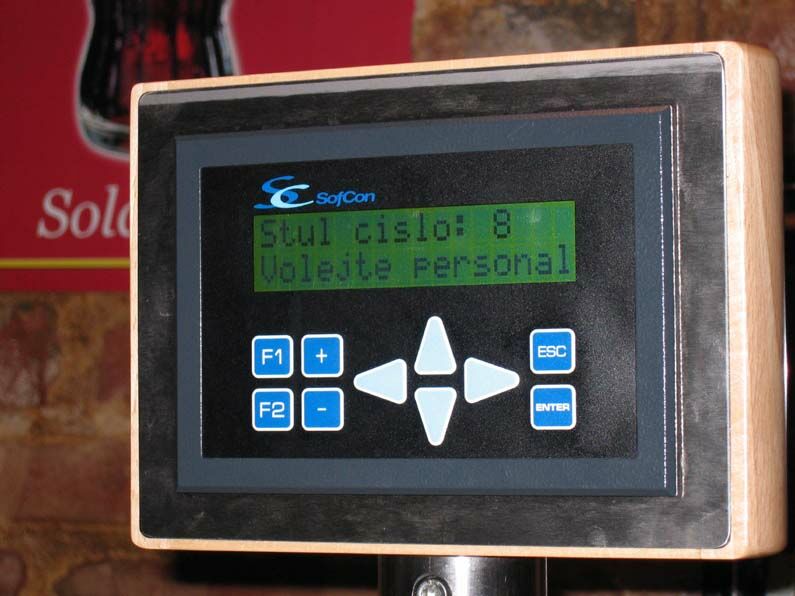 Sold
SofCon
Stul cislo: 8
Volejte personal
F1 + ESC
F2 - ENTER